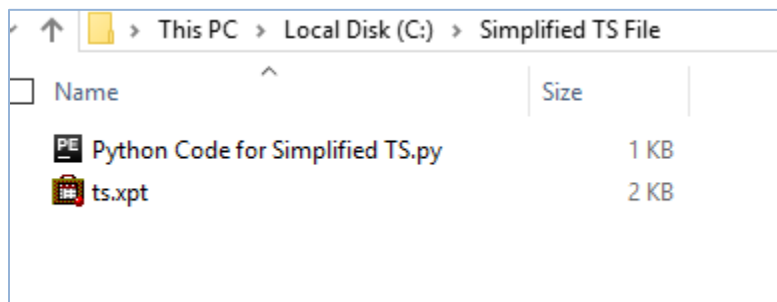 This PC > Local Disk (C:) > Simplified TS File
Name Size
PE Python Code for Simplified TS.py 1 KB
ts.xpt 2 KB